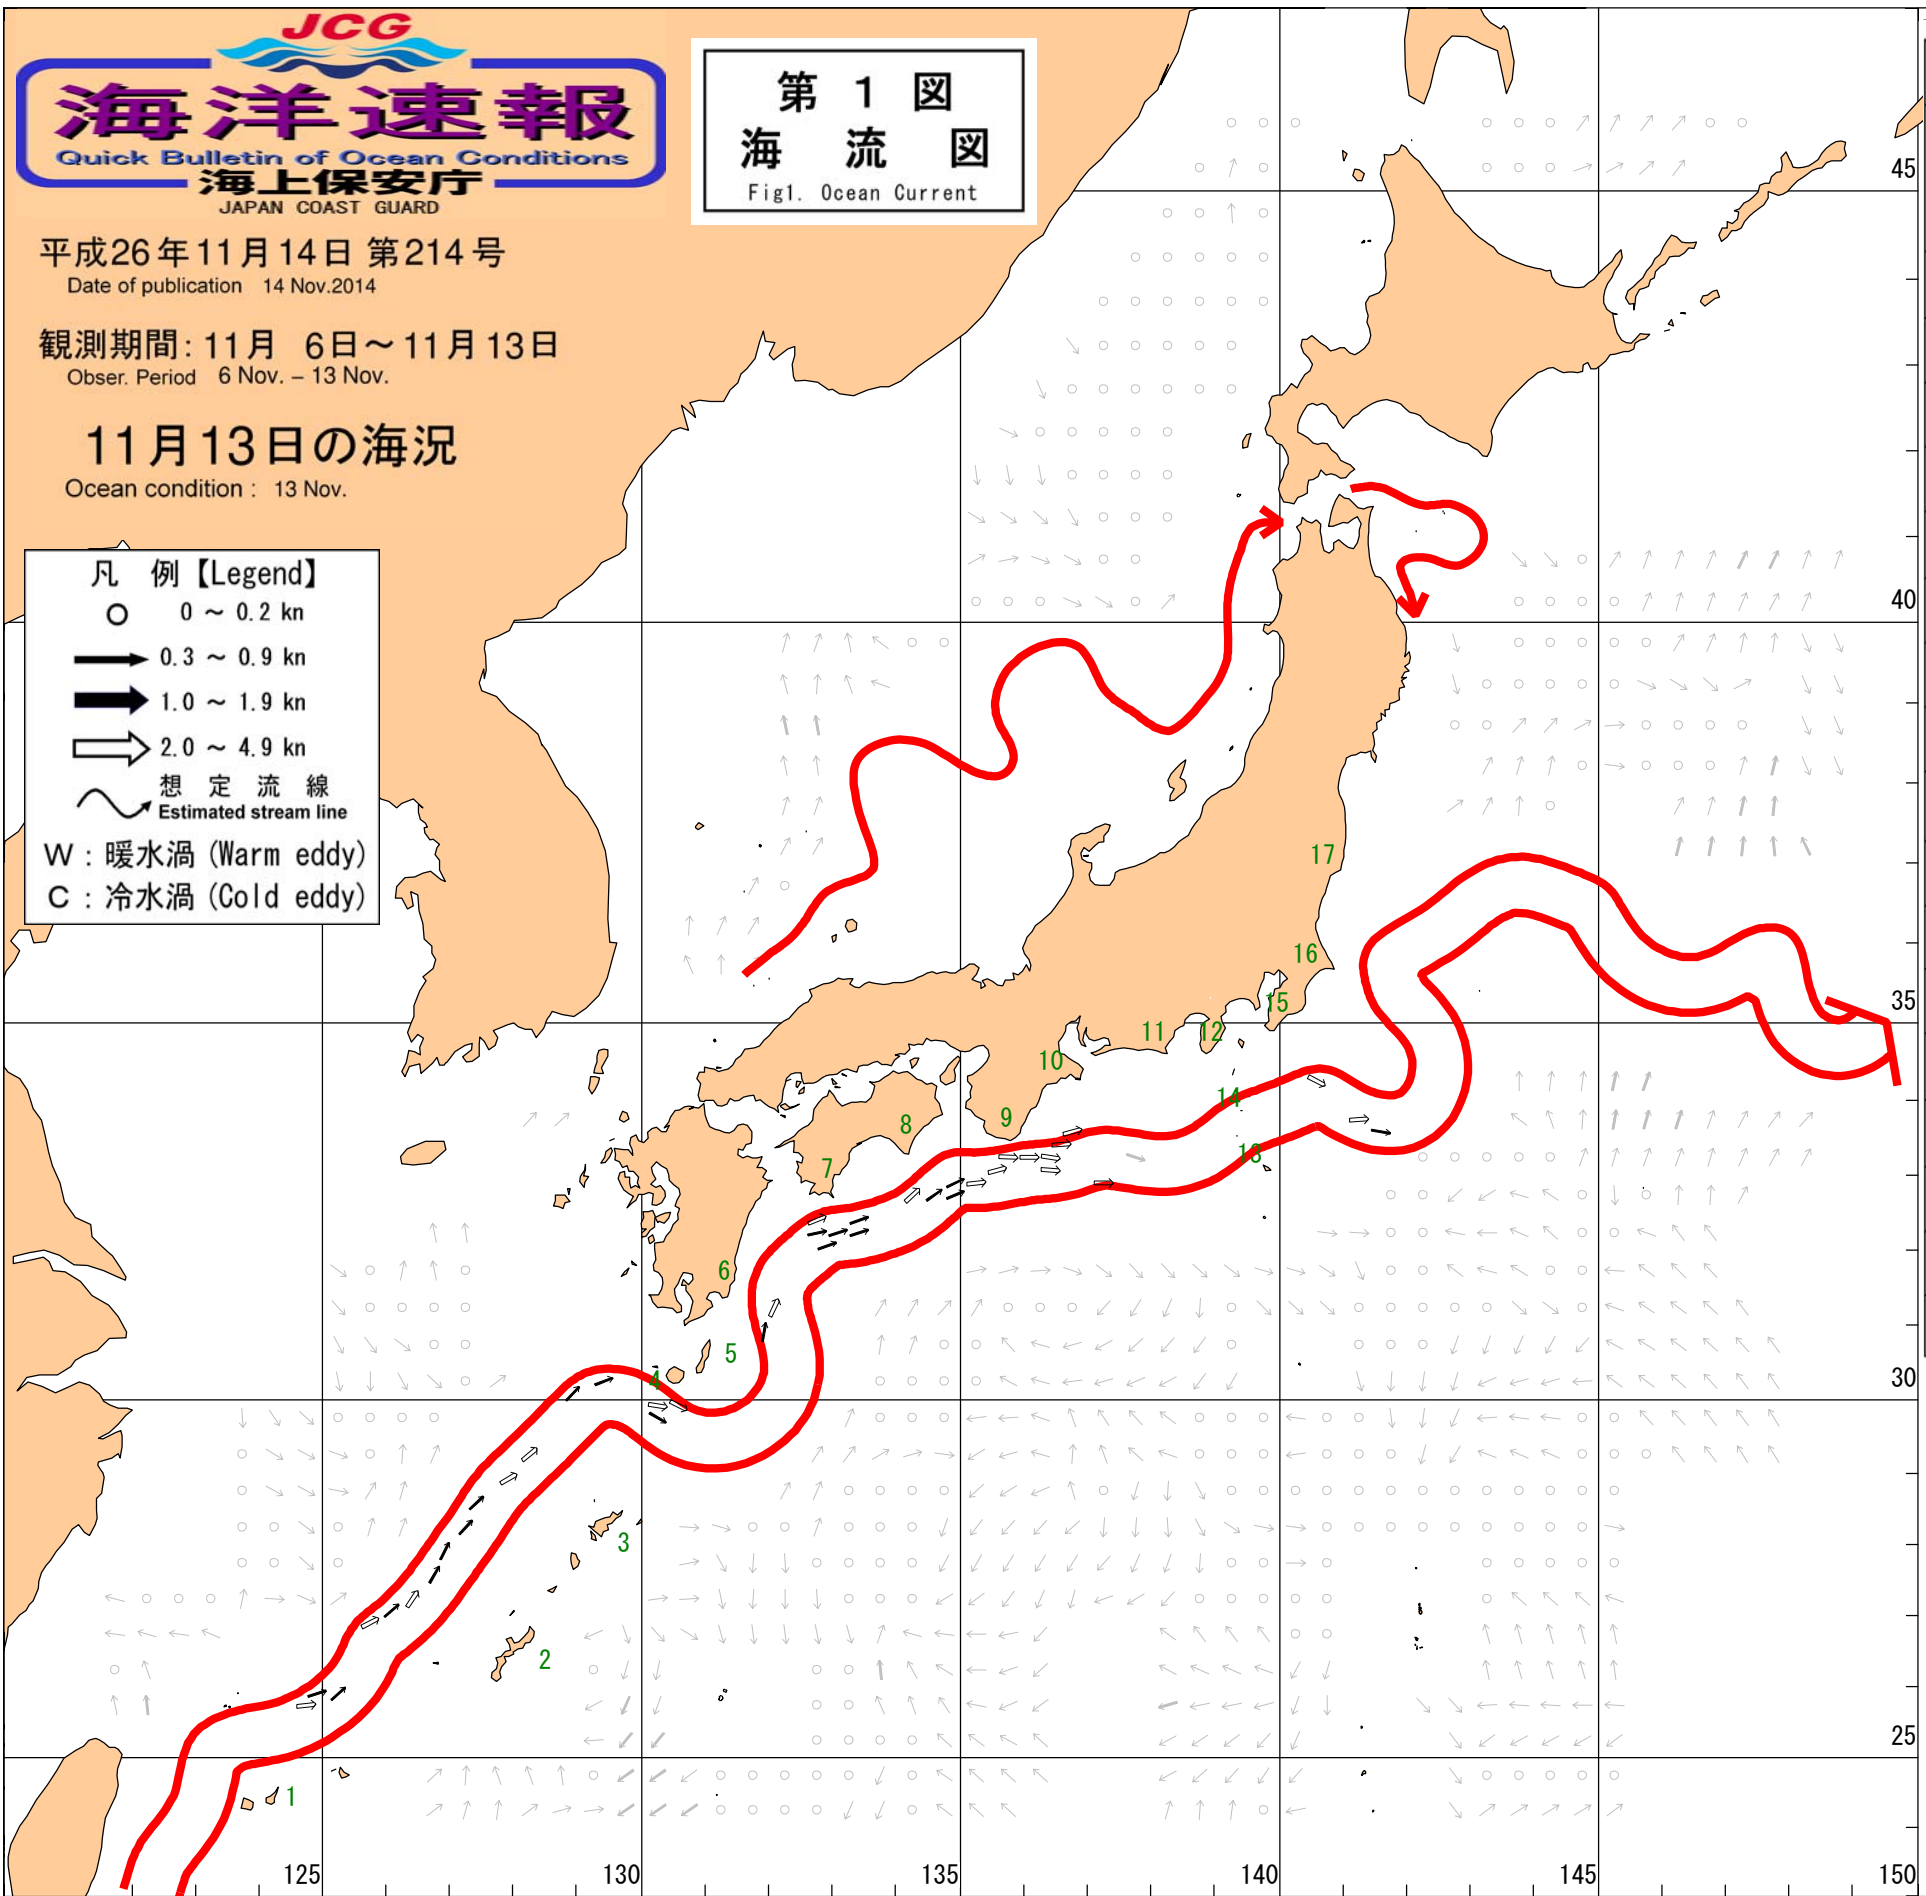 JCG
海洋速報
Quick Bulletin of Ocean Conditions
海上保安庁
JAPAN COAST GUARD
第 1 図
海 流 図
Fig1. Ocean Current
平成26年11月14日 第214号
Date of publication 14 Nov.2014
観測期間: 11月 6日～11月13日
Obser. Period 6 Nov. – 13 Nov.
11月13日の海況
Ocean condition : 13 Nov.
凡 例【Legend】
0 ～ 0.2 kn
0.3 ～ 0.9 kn
1.0 ～ 1.9 kn
2.0 ～ 4.9 kn
想 定 流 線
Estimated stream line
W : 暖水渦 (Warm eddy)
C : 冷水渦 (Cold eddy)
45
40
35
30
25
17
16
15
12
11
10
14
13
9
8
7
6
5
4
3
2
1
125
130
135
140
145
150